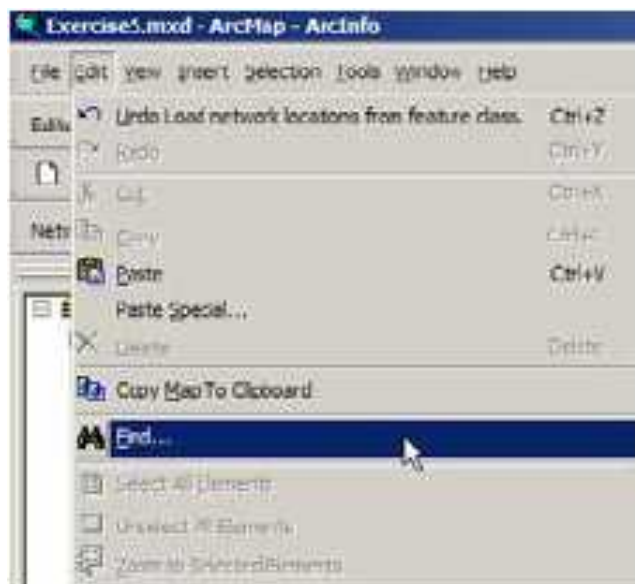 Exercise5.mxd - ArcMap - ArcInfo
File Edit View Insert Selection Tools Window Help
Undo Load network locations from feature class. Ctrl+Z
Redo Ctrl+Y
Cut Ctrl+X
Copy Ctrl+C
Netw
Paste Ctrl+V
Paste Special...
Delete Delete
Copy Map To Clipboard
Find...
Select All Elements
Unselect All Elements
Zoom to Selected Elements